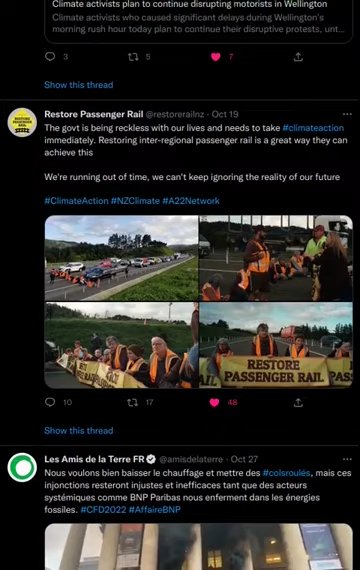 Climate activists plan to continue disrupting motorists in Wellington
Climate activists who caused significant delays during Wellington's
morning rush hour today plan to continue their disruptive protests, unt...
3 5 7
Show this thread
Restore Passenger Rail @restorerailnz · Oct 19
The govt is being reckless with our lives and needs to take #climateaction
immediately. Restoring inter-regional passenger rail is a great way they can
achieve this
We're running out of time, we can't keep ignoring the reality of our future
#ClimateAction #NZClimate #A22Network
RESTORE
PASSENGER RAIL
PAS
10 17 48
Show this thread
Les Amis de la Terre FR @amisdelaterre · Oct 27
Nous voulons bien baisser le chauffage et mettre des #colsroulés, mais ces
injonctions resteront injustes et inefficaces tant que des acteurs
systémiques comme BNP Paribas nous enferment dans les énergies
fossiles. #CFD2022 #AffaireBNP